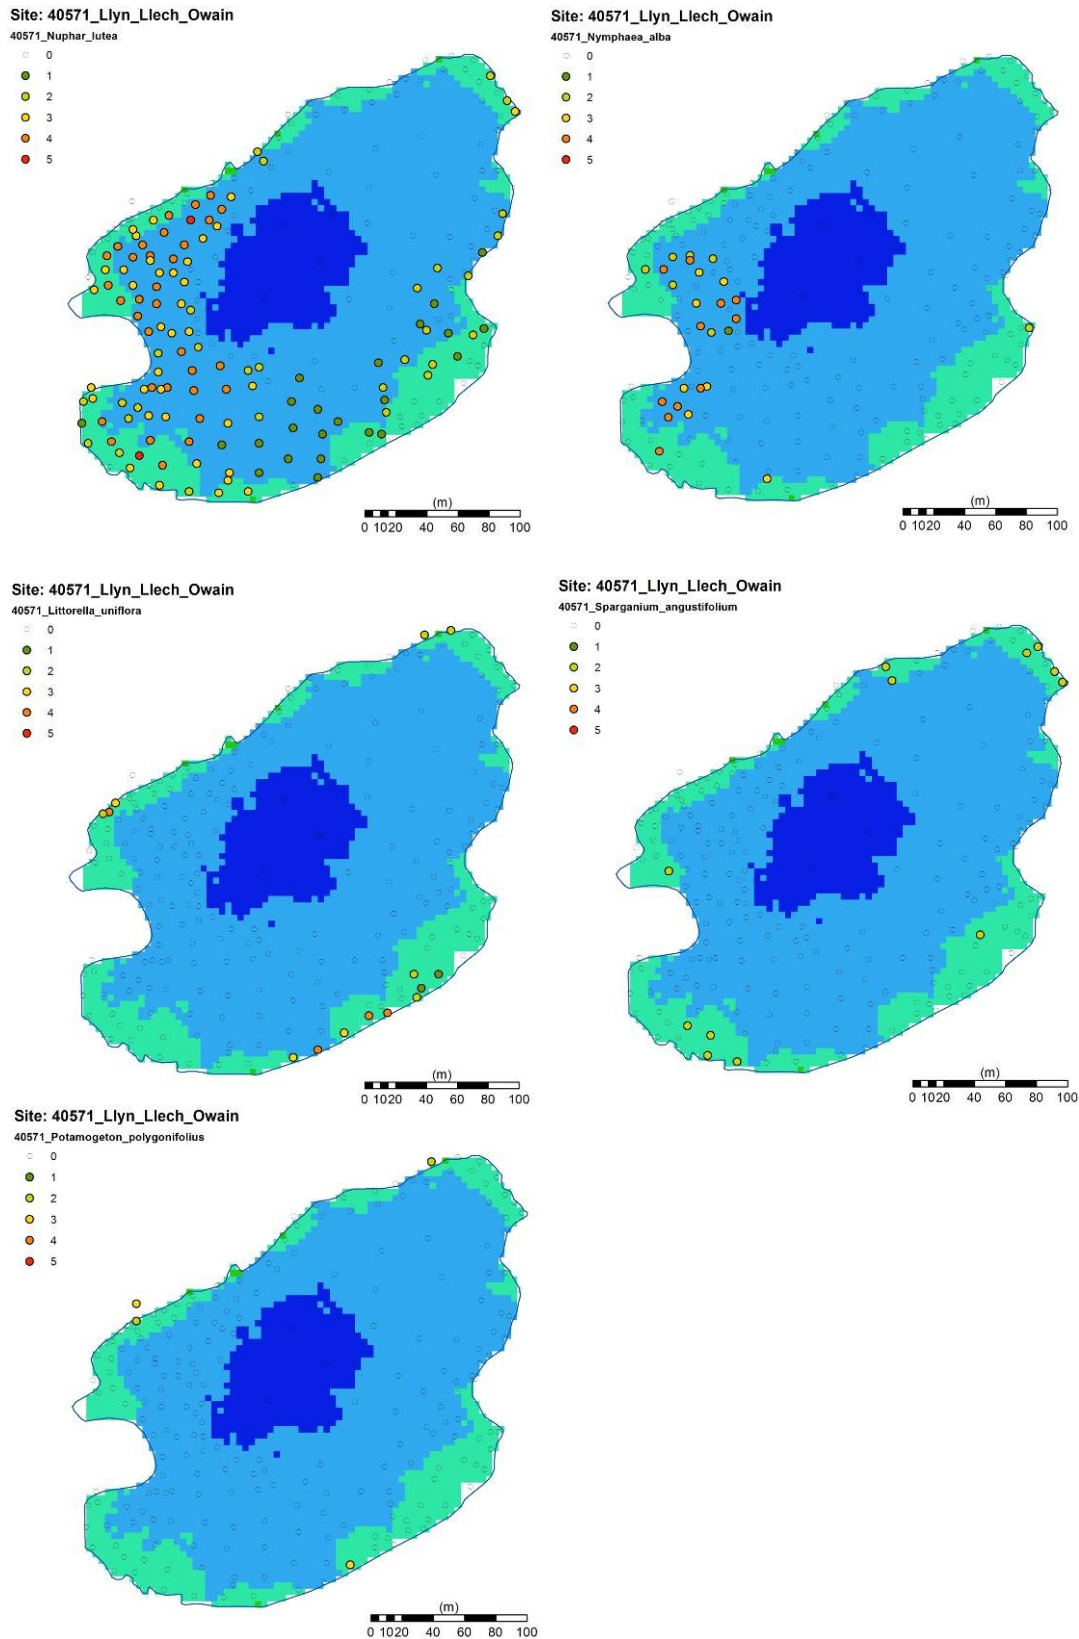 Site: 40571_Llyn_Llech_Owain
40571_Nuphar_lutea
0
1
2
3
4
5
(m)
0 1020 40 60 80 100
Site: 40571_Llyn_Llech_Owain
40571_Nymphaea_alba
0
1
2
3
4
5
(m)
0 1020 40 60 80 100
Site: 40571_Llyn_Llech_Owain
40571_Littorella_uniflora
0
1
2
3
4
5
(m)
0 1020 40 60 80 100
Site: 40571_Llyn_Llech_Owain
40571_Sparganium_angustifolium
0
1
2
3
4
5
(m)
0 1020 40 60 80 100
Site: 40571_Llyn_Llech_Owain
40571_Potamogeton_polygonifolius
0
1
2
3
4
5
(m)
0 1020 40 60 80 100